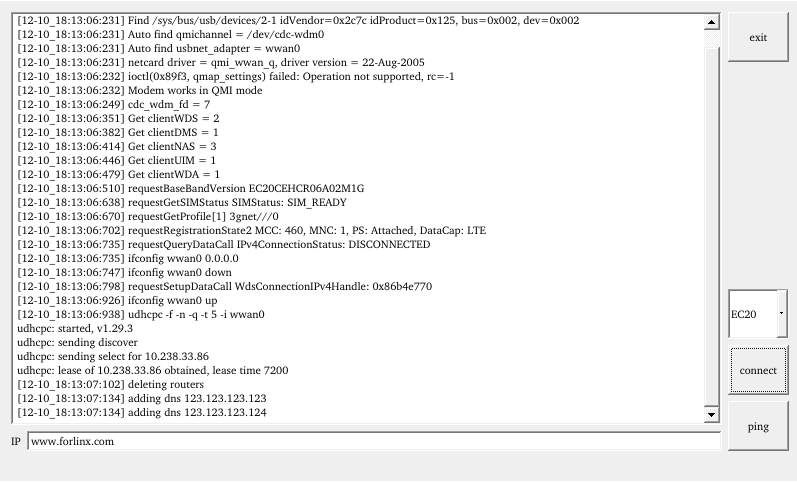 [12-10_18:13:06:231] Find /sys/bus/usb/devices/2-1 idVendor=0x2c7c idProduct=0x125, bus=0x002, dev=0x002
[12-10_18:13:06:231] Auto find qmichannel = /dev/cdc-wdm0
[12-10_18:13:06:231] Auto find usbnet_adapter = wwan0
[12-10_18:13:06:231] netcard driver = qmi_wwan_q, driver version = 22-Aug-2005
[12-10_18:13:06:232] ioctl(0x89f3, qmap_settings) failed: Operation not supported, rc=-1
[12-10_18:13:06:232] Modem works in QMI mode
[12-10_18:13:06:249] cdc_wdm_fd = 7
[12-10_18:13:06:351] Get clientWDS = 2
[12-10_18:13:06:382] Get clientDMS = 1
[12-10_18:13:06:414] Get clientNAS = 3
[12-10_18:13:06:446] Get clientUIM = 1
[12-10_18:13:06:479] Get clientWDA = 1
[12-10_18:13:06:510] requestBaseBandVersion EC20CEHCR06A02M1G
[12-10_18:13:06:638] requestGetSIMStatus SIMStatus: SIM_READY
[12-10_18:13:06:670] requestGetProfile[1] 3gnet///0
[12-10_18:13:06:702] requestRegistrationState2 MCC: 460, MNC: 1, PS: Attached, DataCap: LTE
[12-10_18:13:06:735] requestQueryDataCall IPv4ConnectionStatus: DISCONNECTED
[12-10_18:13:06:735] ifconfig wwan0 0.0.0.0
[12-10_18:13:06:747] ifconfig wwan0 down
[12-10_18:13:06:798] requestSetupDataCall WdsConnectionIPv4Handle: 0x86b4e770
[12-10_18:13:06:926] ifconfig wwan0 up
[12-10_18:13:06:938] udhcpc -f -n -q -t 5 -i wwan0
udhcpc: started, v1.29.3
udhcpc: sending discover
udhcpc: sending select for 10.238.33.86
udhcpc: lease of 10.238.33.86 obtained, lease time 7200
[12-10_18:13:07:102] deleting routers
[12-10_18:13:07:134] adding dns 123.123.123.123
[12-10_18:13:07:134] adding dns 123.123.123.124
IP www.forlinx.com
exit
EC20
connect
ping